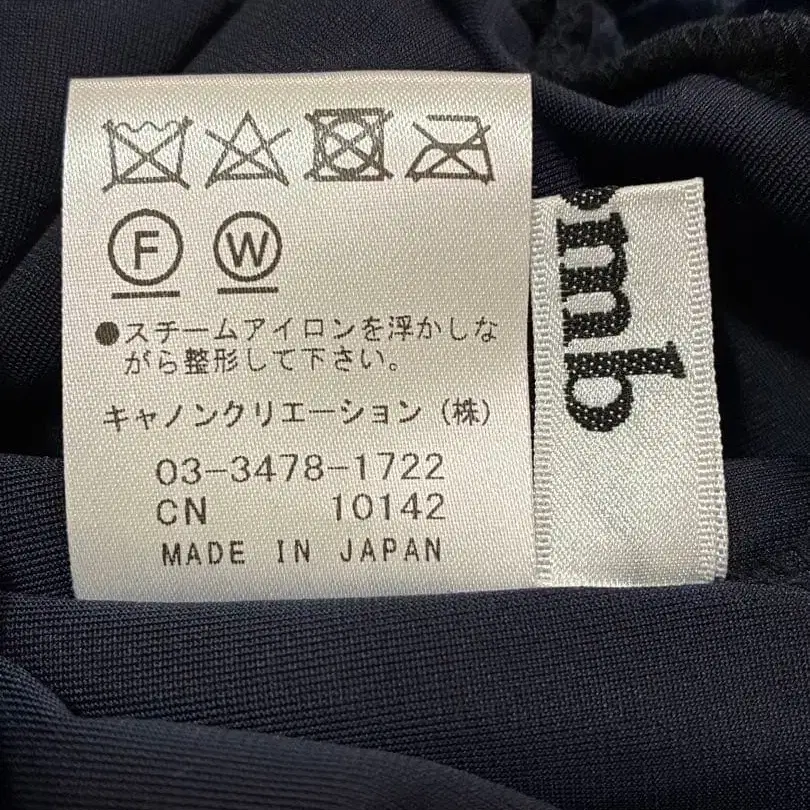 F W
●スチームアイロンを浮かしな
がら整形して下さい。
キャノンクリエーション（株）
03-3478-1722
CN 10142
MADE IN JAPAN
omb